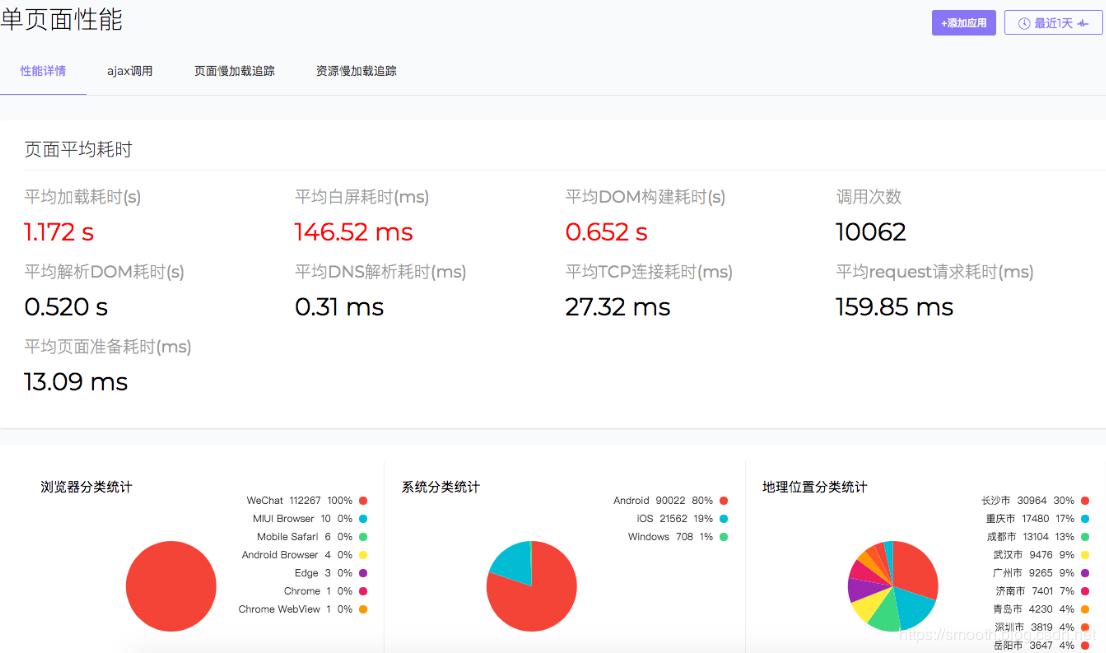 单页面性能
+添加应用
最近1天
性能详情 ajax调用 页面慢加载追踪 资源慢加载追踪
页面平均耗时
平均加载耗时(s) 平均白屏耗时(ms) 平均DOM构建耗时(s) 调用次数
1.172 s 146.52 ms 0.652 s 10062
平均解析DOM耗时(s) 平均DNS解析耗时(ms) 平均TCP连接耗时(ms) 平均request请求耗时(ms)
0.520 s 0.31 ms 27.32 ms 159.85 ms
平均页面准备耗时(ms)
13.09 ms
浏览器分类统计
WeChat 112267 100%
MIUI Browser 10 0%
Mobile Safari 6 0%
Android Browser 4 0%
Edge 3 0%
Chrome 1 0%
Chrome WebView 1 0%
系统分类统计
Android 90022 80%
IOS 21562 19%
Windows 708 1%
地理位置分类统计
长沙市 30964 30%
重庆市 17480 17%
成都市 13104 13%
武汉市 9476 9%
广州市 9265 9%
济南市 7401 7%
青岛市 4230 4%
深圳市 3819 4%
岳阳市 3647 4%
https://smooth.blog.csdn.net